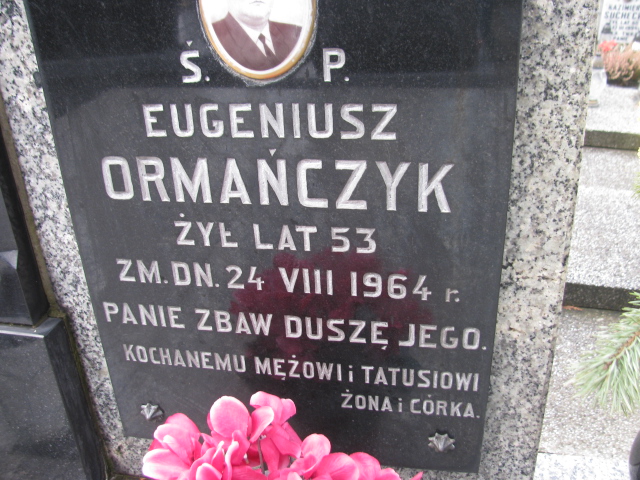 Ś. P.
EUGENIUSZ
ORMAŃCZYK
ŻYŁ LAT 53
ZM. DN. 24 VIII 1964 r.
PANIE ZBAW DUSZĘ JEGO.
KOCHANEMU MĘŻOWI i TATUSIOWI
ŻONA i CÓRKA.